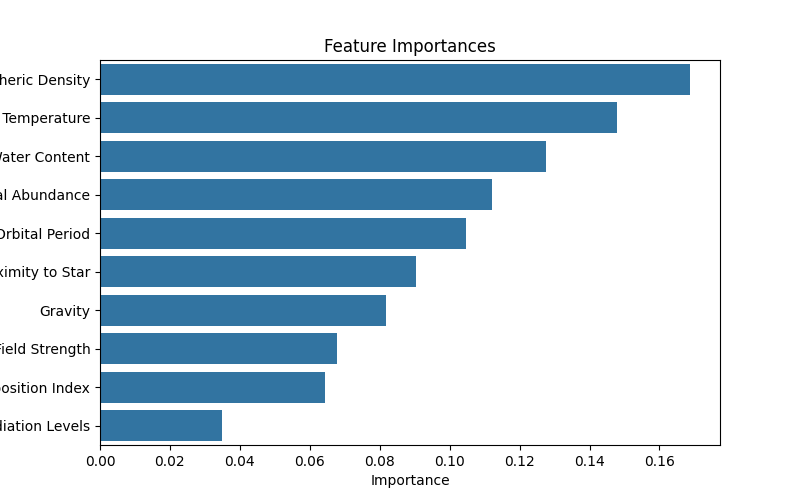 Feature Importances
heric Density
Temperature
Water Content
al Abundance
Orbital Period
ximity to Star
Gravity
Field Strength
position Index
diation Levels
0.00 0.02 0.04 0.06 0.08 0.10 0.12 0.14 0.16
Importance